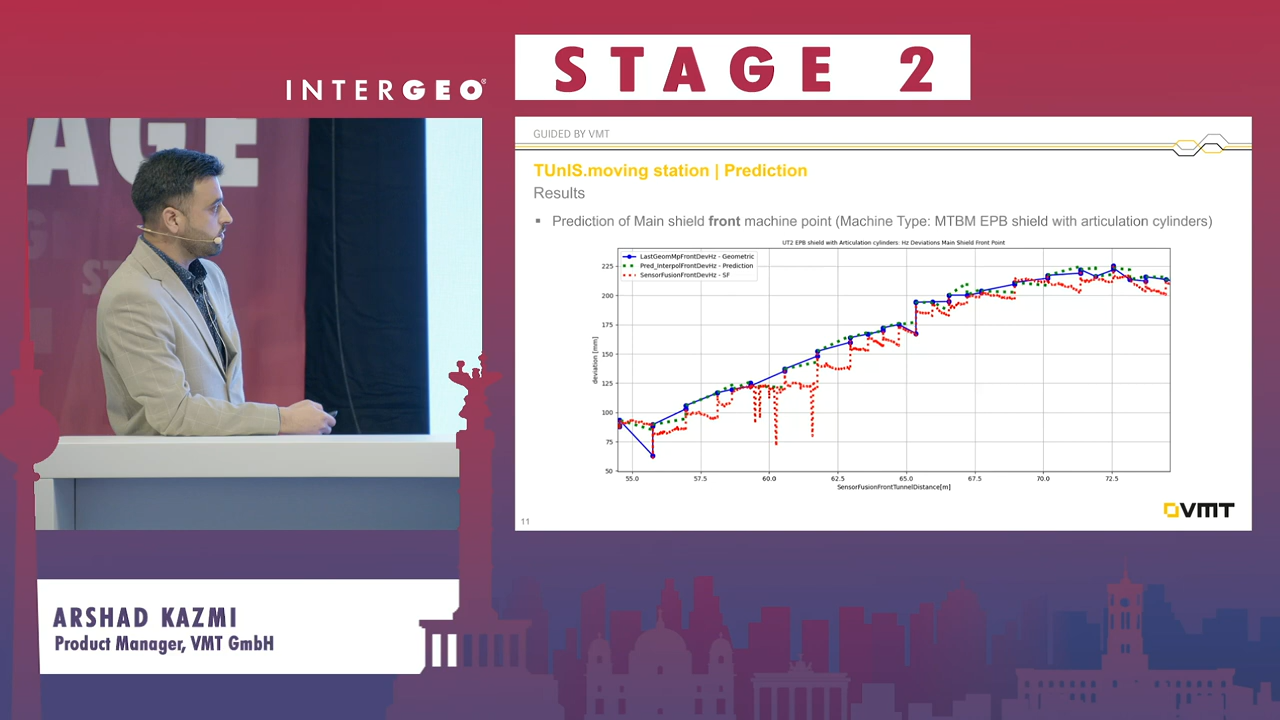 INTERGEO®
STAGE 2
AGE
GUIDED BY VMT
TUnIS.moving station | Prediction
Results
▪ Prediction of Main shield front machine point (Machine Type: MTBM EPB shield with articulation cylinders)
UT2 EPB shield with Articulation cylinders: Hz Deviations Main Shield Front Point
LastGeomMpFrontDevHz - Geometric
Pred_InterpolFrontDevHz - Prediction
SensorFusionFrontDevHz - SF
deviation [mm]
225
200
175
150
125
100
75
50
55.0 57.5 60.0 62.5 65.0 67.5 70.0 72.5
SensorFusionFrontTunnelDistance[m]
11
VMT
ARSHAD KAZMI
Product Manager, VMT GmbH